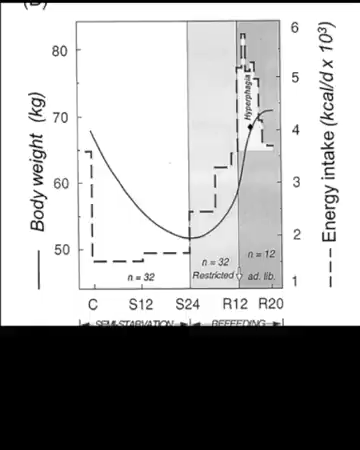 (D)
80
70
60
50
Body weight (kg)
6
5
4
3
2
1
Energy intake (kcal/d x 10³)
Hyperphagia
n = 32
n = 32
Restricted
n = 12
ad. lib.
C S12 S24 R12 R20
SEMI-STARVATION REFEEDING